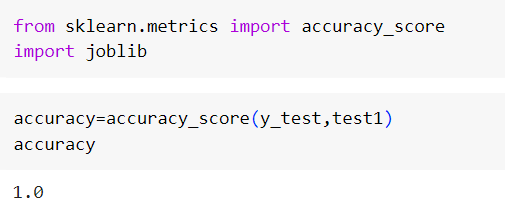 from sklearn.metrics import accuracy_score
import joblib
accuracy=accuracy_score(y_test,test1)
accuracy
1.0